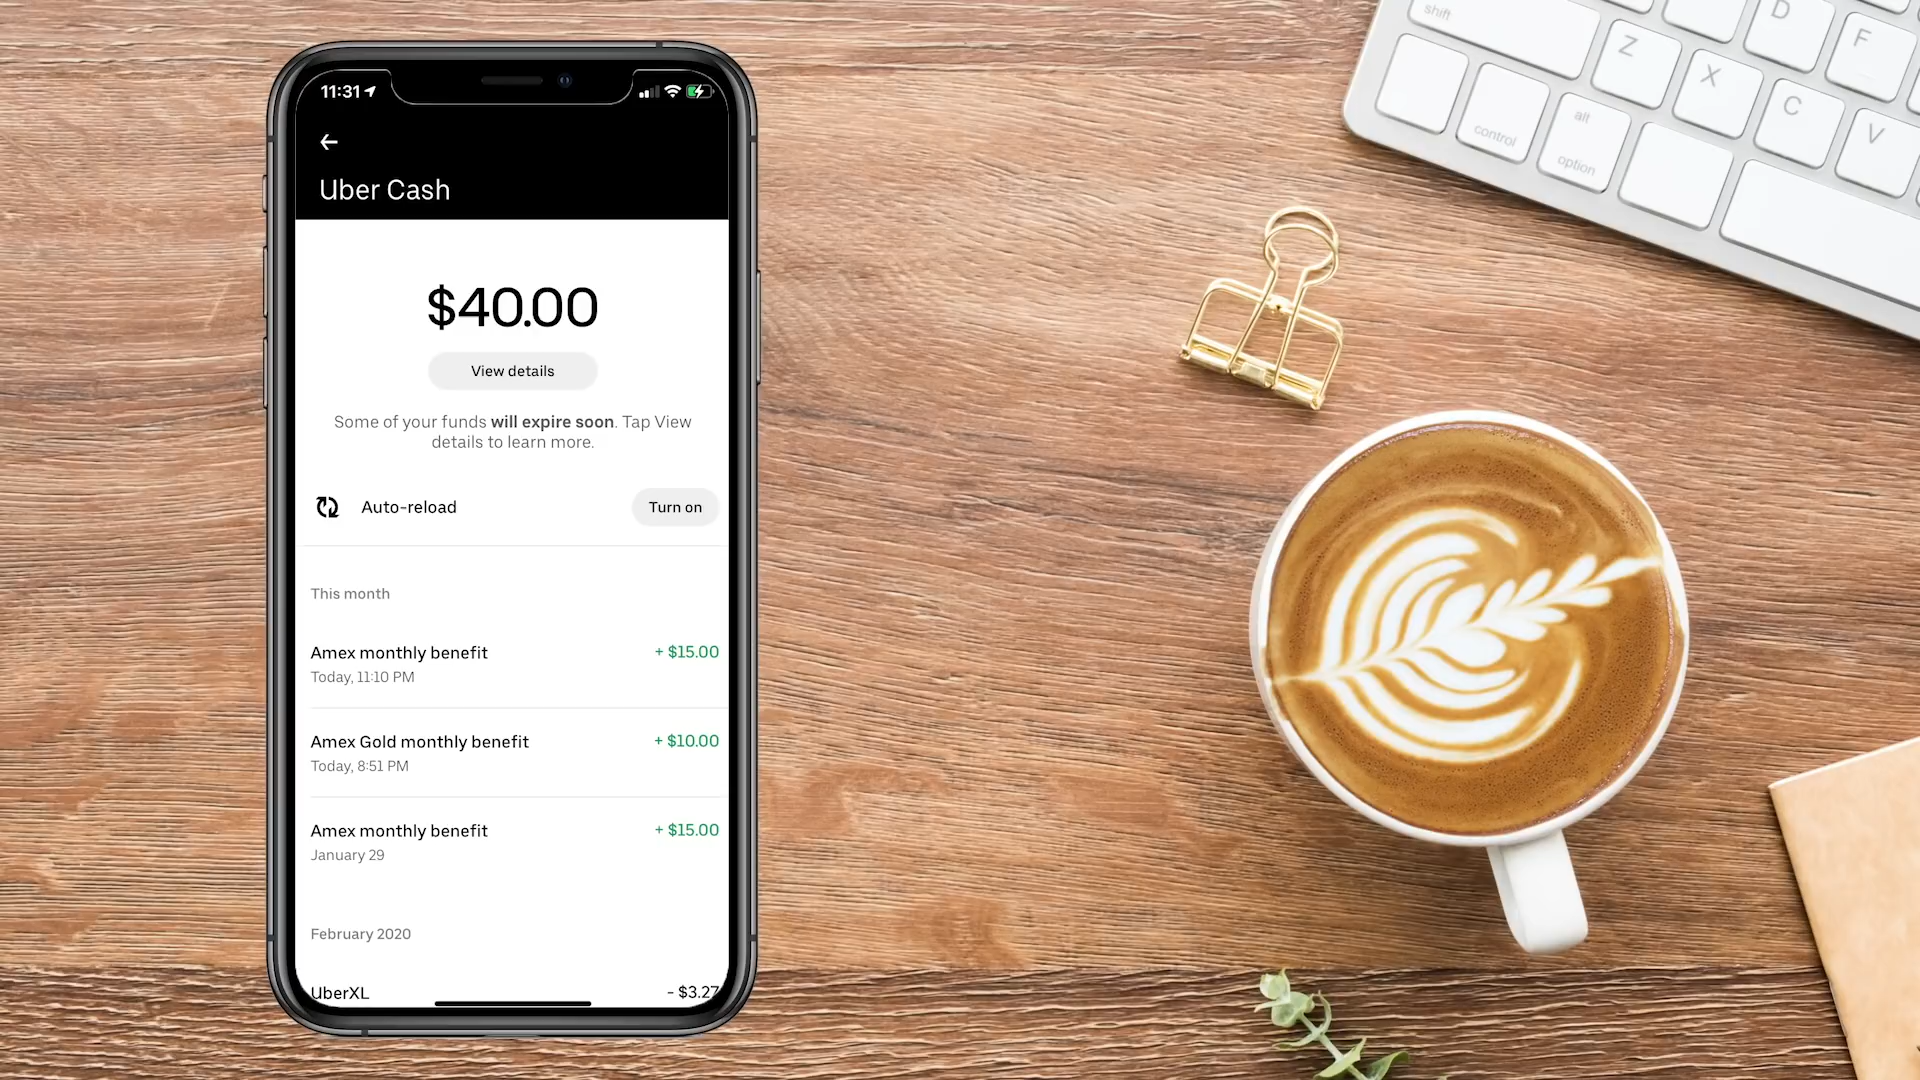 11:31
Uber Cash
$40.00
View details
Some of your funds will expire soon. Tap View
details to learn more.
Auto-reload
Turn on
This month
Amex monthly benefit
+ $15.00
Today, 11:10 PM
Amex Gold monthly benefit
+ $10.00
Today, 8:51 PM
Amex monthly benefit
+ $15.00
January 29
February 2020
UberXL
- $3.27
shift
Z
X
C
V
D
F
control
alt
option